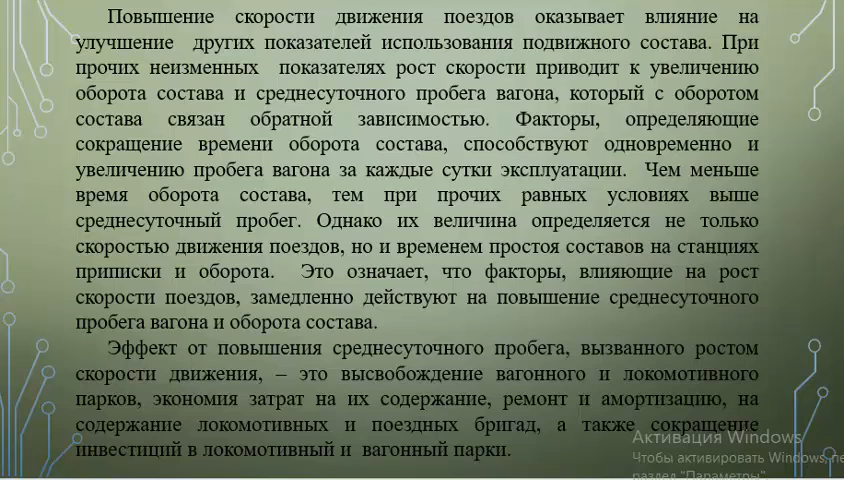 Повышение скорости движения поездов оказывает влияние на
улучшение других показателей использования подвижного состава. При
прочих неизменных показателях рост скорости приводит к увеличению
оборота состава и среднесуточного пробега вагона, который с оборотом
состава связан обратной зависимостью. Факторы, определяющие
сокращение времени оборота состава, способствуют одновременно и
увеличению пробега вагона за каждые сутки эксплуатации. Чем меньше
время оборота состава, тем при прочих равных условиях выше
среднесуточный пробег. Однако их величина определяется не только
скоростью движения поездов, но и временем простоя составов на станциях
приписки и оборота. Это означает, что факторы, влияющие на рост
скорости поездов, замедленно действуют на повышение среднесуточного
пробега вагона и оборота состава.
Эффект от повышения среднесуточного пробега, вызванного ростом
скорости движения, – это высвобождение вагонного и локомотивного
парков, экономия затрат на их содержание, ремонт и амортизацию, на
содержание локомотивных и поездных бригад, а также сокращение
инвестиций в локомотивный и вагонный парки.
Активация Windows
Чтобы активировать Windows, пе
раздел "Параметры".